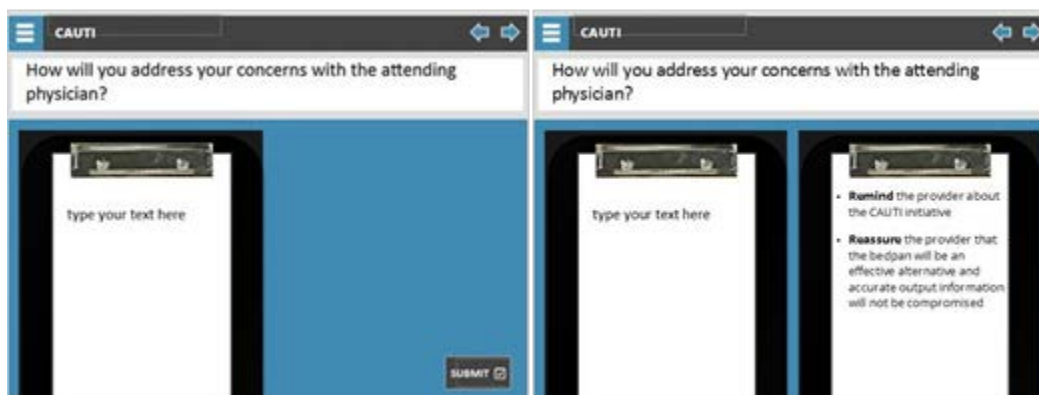 CAUTI
How will you address your concerns with the attending
physician?
type your text here
SUBMIT
CAUTI
How will you address your concerns with the attending
physician?
type your text here
• Remind the provider about
the CAUTI initiative
• Reassure the provider that
the bedpan will be an
effective alternative and
accurate output information
will not be compromised